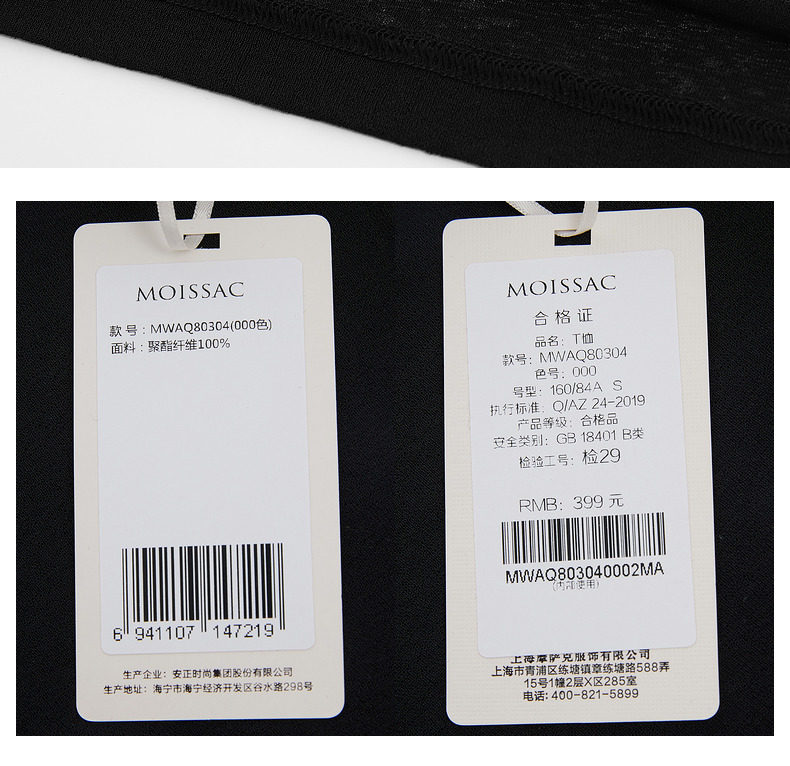 MOISSAC
款 号：MWAQ80304(000色)
面料：聚酯纤维100%
6 941107 147219
生产企业：安正时尚集团股份有限公司
生产地址：海宁市海宁经济开发区谷水路298号
MOISSAC
合 格 证
品名：T恤
款号：MWAQ80304
色号：000
号型：160/84A S
执行标准：Q/AZ 24-2019
产品等级：合格品
安全类别：GB 18401 B类
检验工号：检29
RMB：399 元
MWAQ803040002MA
(内部使用)
上海摩萨克服饰有限公司
上海市青浦区练塘镇章练塘路588弄
15号1幢2层X区285室
电话：400-821-5899